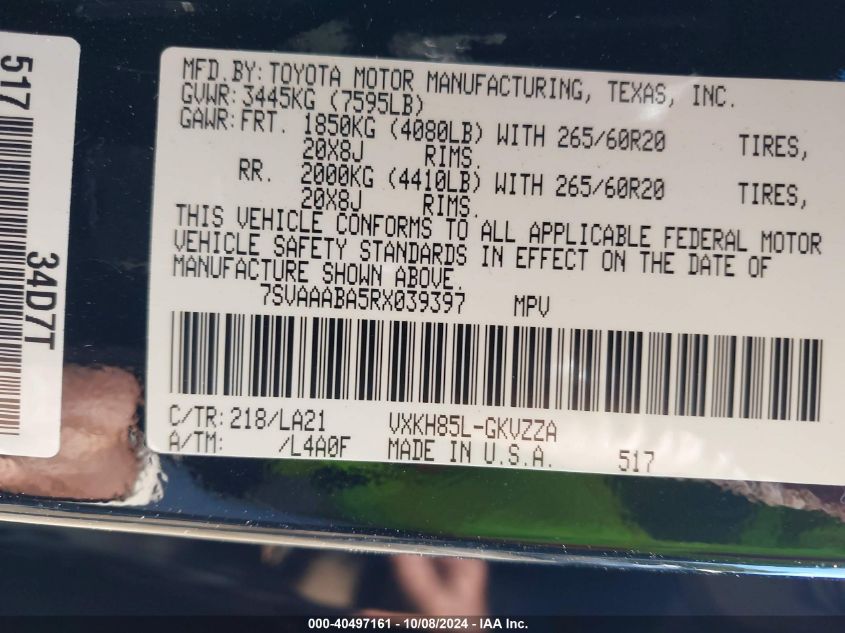 517
34D7T
MFD.BY:TOYOTA MOTOR MANUFACTURING, TEXAS, INC.
GVWR:3445KG (7595LB)
GAWR:FRT. 1850KG (4080LB) WITH 265/60R20 TIRES,
20X8J RIMS.
RR. 2000KG (4410LB) WITH 265/60R20 TIRES,
20X8J RIMS.
THIS VEHICLE CONFORMS TO ALL APPLICABLE FEDERAL MOTOR
VEHICLE SAFETY STANDARDS IN EFFECT ON THE DATE OF
MANUFACTURE SHOWN ABOVE.
7SVAAABA5RX039397 MPV
C/TR:218/LA21 VXKH85L-GKVZZA
A/TM: /L4A0F MADE IN U.S.A. 517
000-40497161 - 10/08/2024 - IAA Inc.